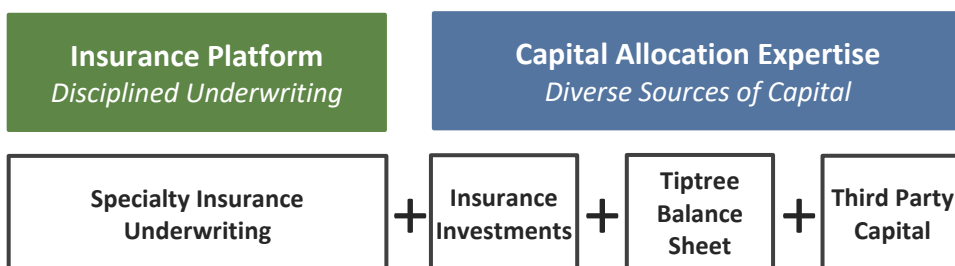 Insurance Platform
Disciplined Underwriting
Capital Allocation Expertise
Diverse Sources of Capital
Specialty Insurance
Underwriting
+
Insurance
Investments
+
Tiptree
Balance
Sheet
+
Third Party
Capital